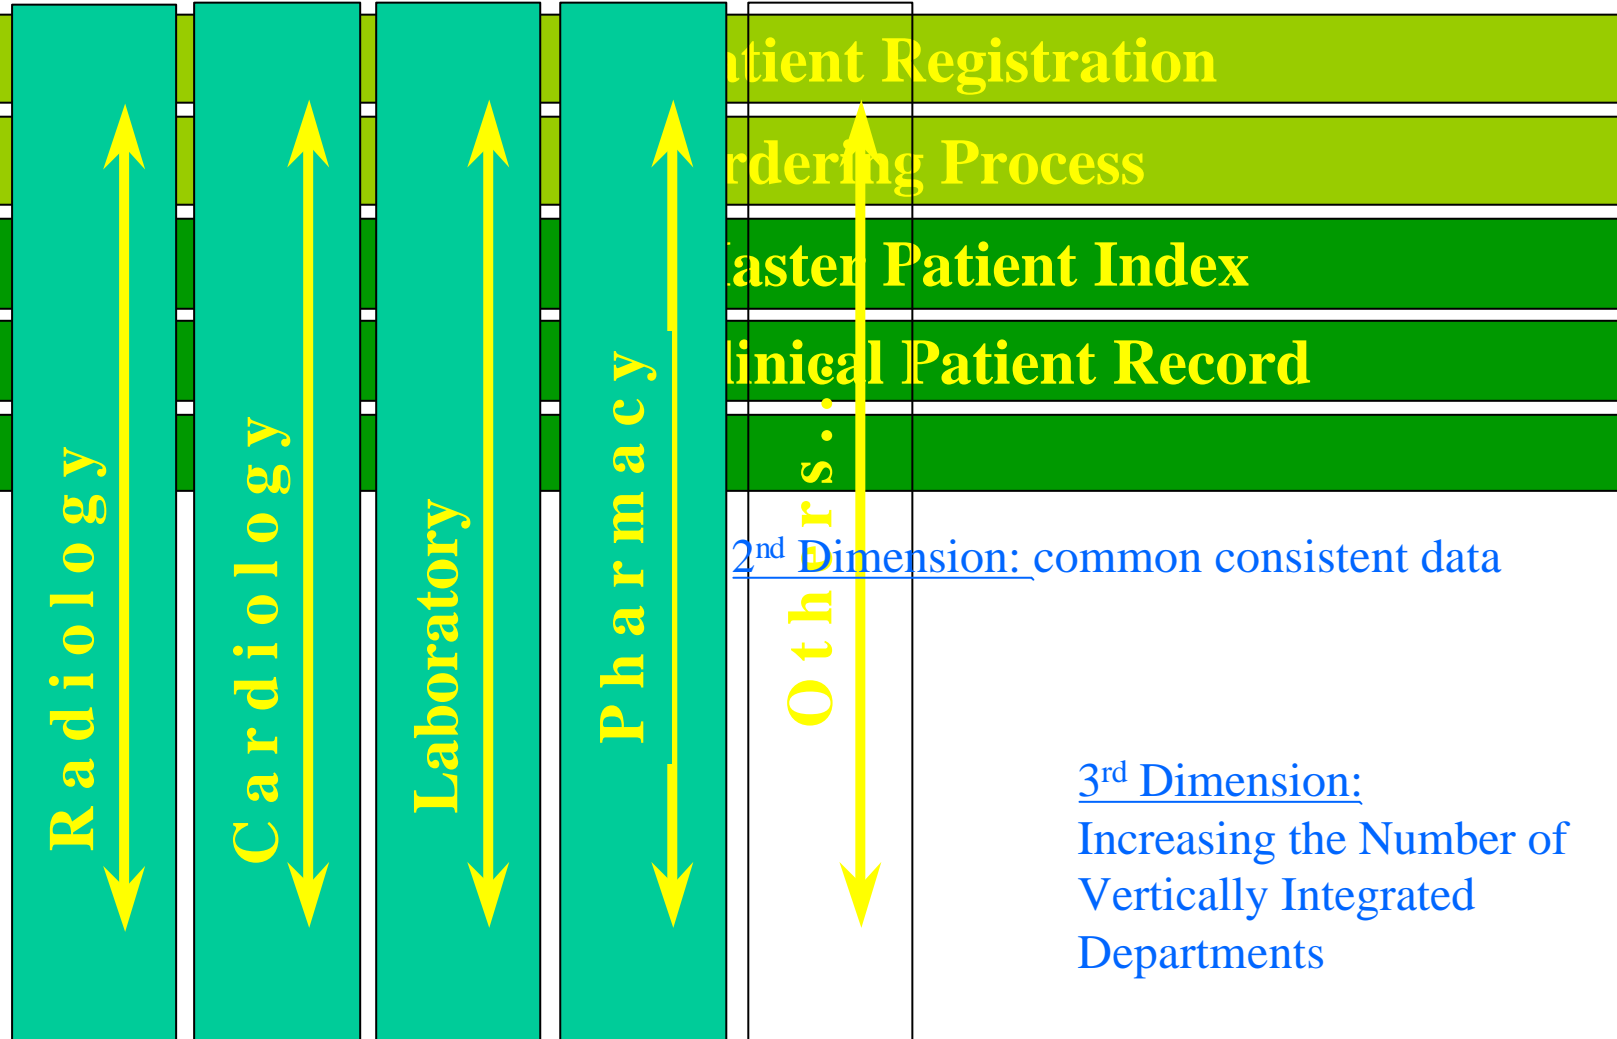 tient Registration
rdering Process
aster Patient Index
linical Patient Record
Radiology
Cardiology
Laboratory
Pharmacy
Others...
2nd Dimension: common consistent data
3rd Dimension:
Increasing the Number of
Vertically Integrated
Departments